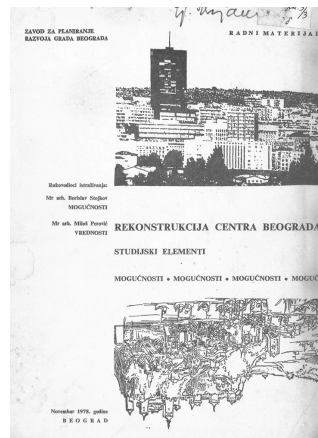 ZAVOD ZA PLANIRANJE
RAZVOJA GRADA BEOGRADA
RADNI MATERIJAL
Rukovodioci istraživanja:
Mr arh. Borislav Stojkov
MOGUĆNOSTI
Mr arh. Miloš Perović
VREDNOSTI
REKONSTRUKCIJA CENTRA BEOGRADA
STUDIJSKI ELEMENTI
MOGUĆNOSTI • MOGUĆNOSTI • MOGUĆNOSTI • MOGUĆ
Novembar 1978. godine
BEOGRAD